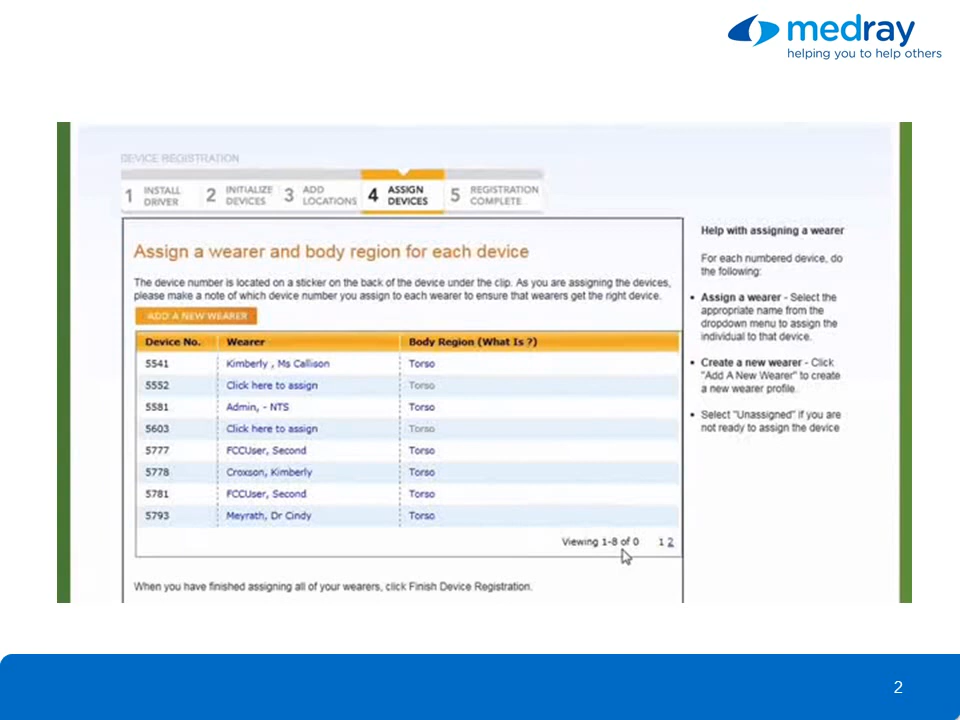 medray
helping you to help others
DEVICE REGISTRATION
1 INSTALL DRIVER
2 INITIALIZE DEVICES
3 ADD LOCATIONS
4 ASSIGN DEVICES
5 REGISTRATION COMPLETE
Assign a wearer and body region for each device
The device number is located on a sticker on the back of the device under the clip. As you are assigning the devices,
please make a note of which device number you assign to each wearer to ensure that wearers get the right device.
ADD A NEW WEARER
Device No. Wearer Body Region (What Is ?)
5541 Kimberly , Ms Callison Torso
5552 Click here to assign Torso
5581 Admin, - NTS Torso
5603 Click here to assign Torso
5777 FCCUser, Second Torso
5778 Croxson, Kimberly Torso
5781 FCCUser, Second Torso
5793 Meyrath, Dr Cindy Torso
Viewing 1-8 of 0 1 2
When you have finished assigning all of your wearers, click Finish Device Registration.
Help with assigning a wearer
For each numbered device, do
the following:
• Assign a wearer - Select the
appropriate name from the
dropdown menu to assign the
individual to that device.
• Create a new wearer - Click
"Add A New Wearer" to create
a new wearer profile.
• Select "Unassigned" if you are
not ready to assign the device
2